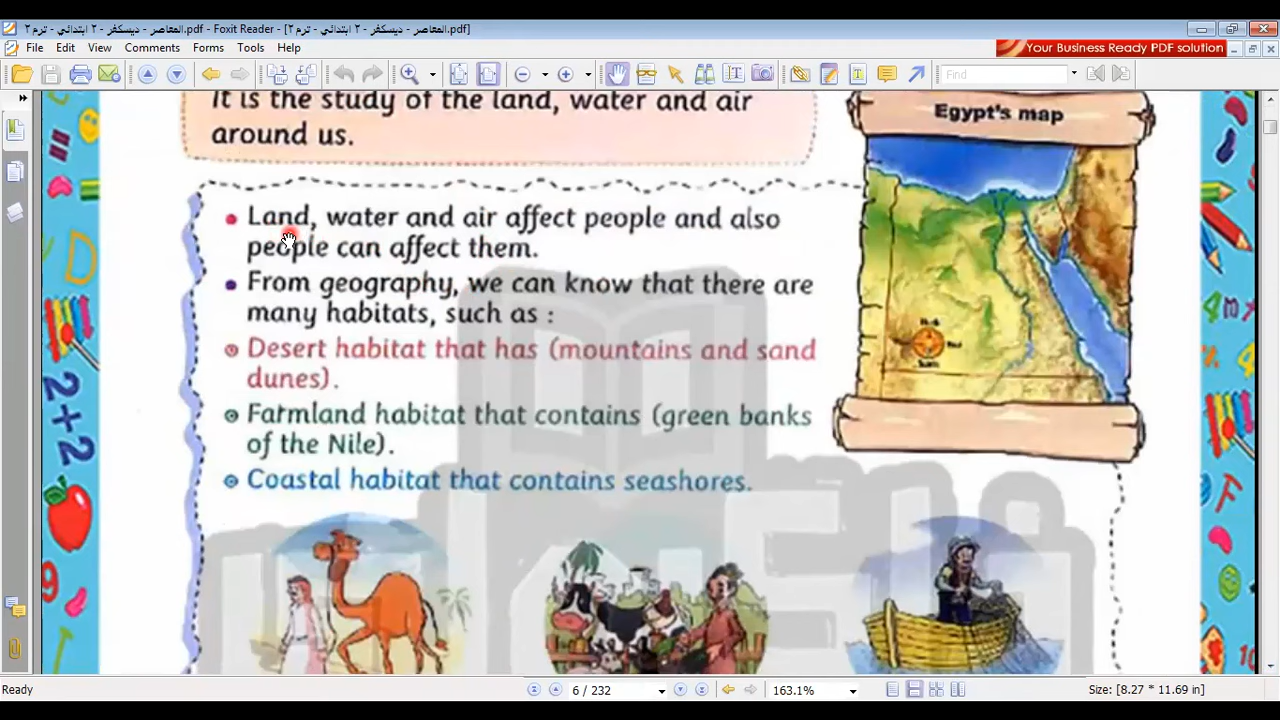 المعاصر - ديسكفر - ٢ ابتدائي - ترم٢.pdf - Foxit Reader - [المعاصر - ديسكفر - ٢ ابتدائي - ترم٢.pdf]
File Edit View Comments Forms Tools Help
Your Business Ready PDF solution
Find
It is the study of the land, water and air
around us.
Egypt's map
Land, water and air affect people and also
people can affect them.
From geography, we can know that there are
many habitats, such as :
Desert habitat that has (mountains and sand
dunes).
Farmland habitat that contains (green banks
of the Nile).
Coastal habitat that contains seashores.
2+2
9
Ready 6 / 232 163.1% Size: [8.27 * 11.69 in]